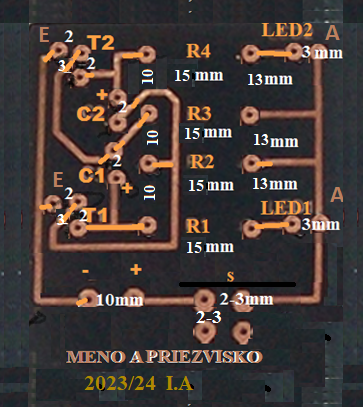 LED2
E A
T2
2
R4 3 mm
3 2
10 15 mm 13mm
+
2
C2 R3
15 mm
10 13mm
2 R2
C1
+ 10 15 mm 13mm
E A
2 LED1
3 2 T1 R1 3mm
15 mm
- + s
10mm 2-3mm
2-3
MENO A PRIEZVISKO
2023/24 I.A